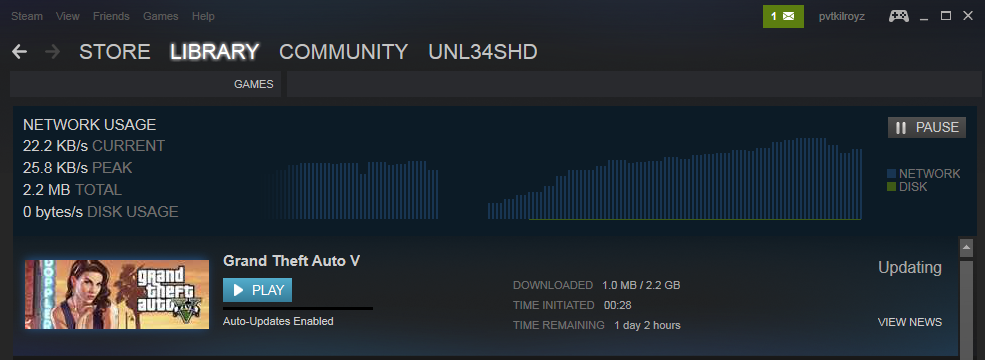 Steam View Friends Games Help 1 pvtkilroyz
STORE LIBRARY COMMUNITY UNL34SHD
GAMES
NETWORK USAGE
22.2 KB/s CURRENT
25.8 KB/s PEAK
2.2 MB TOTAL
0 bytes/s DISK USAGE
PAUSE
NETWORK
DISK
grand
theft
auto
V
Grand Theft Auto V
PLAY
Auto-Updates Enabled
DOWNLOADED 1.0 MB / 2.2 GB
TIME INITIATED 00:28
TIME REMAINING 1 day 2 hours
Updating
VIEW NEWS